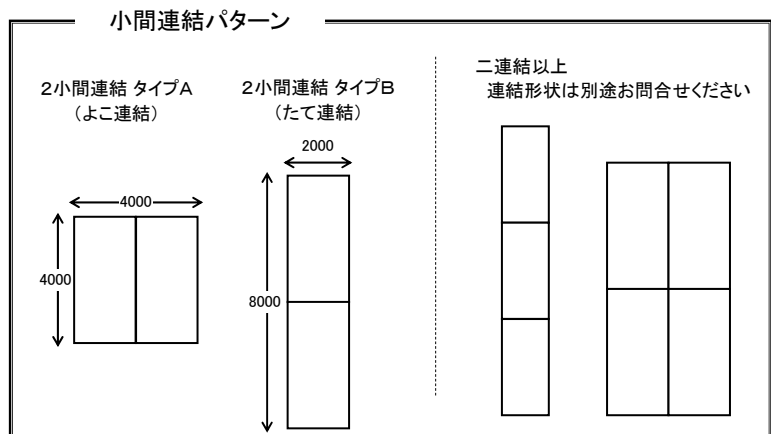 小間連結パターン
2小間連結 タイプA
(よこ連結)
4000
4000
2小間連結 タイプB
(たて連結)
2000
8000
二連結以上
連結形状は別途お問合せください